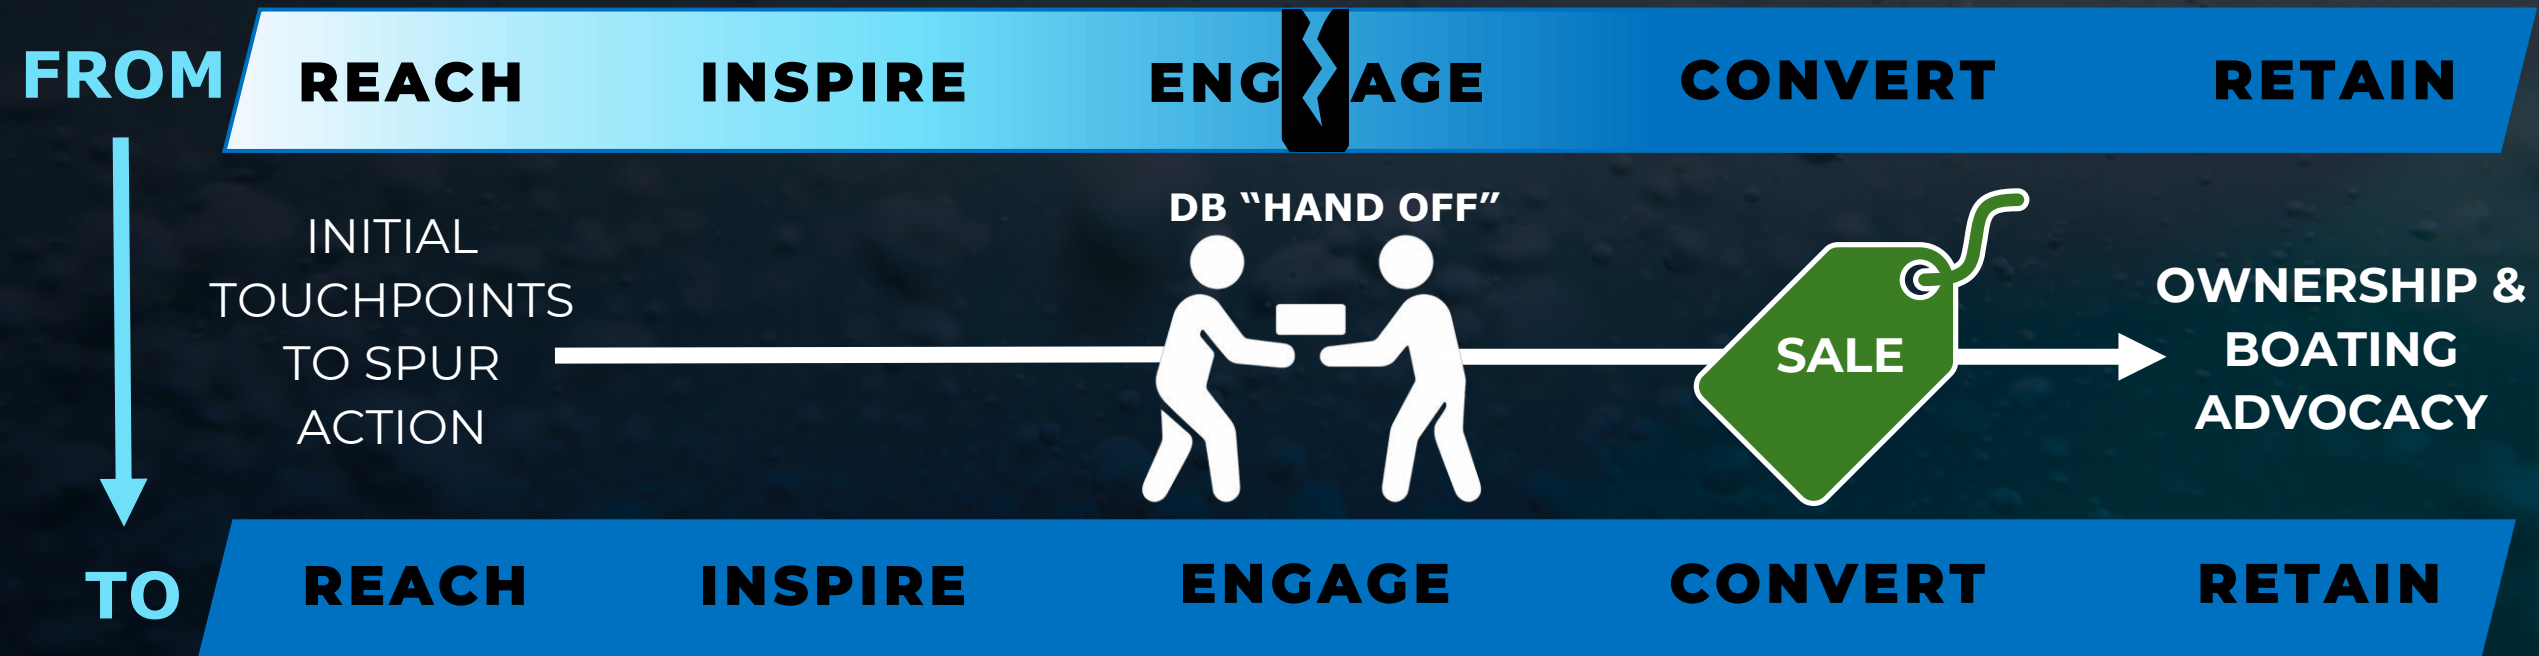 FROM
REACH INSPIRE ENG AGE CONVERT RETAIN
INITIAL
TOUCHPOINTS
TO SPUR
ACTION
DB “HAND OFF”
SALE
OWNERSHIP &
BOATING
ADVOCACY
TO
REACH INSPIRE ENGAGE CONVERT RETAIN